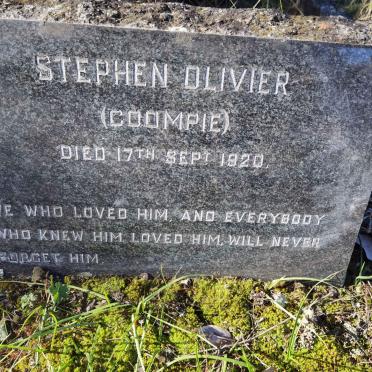 STEPHEN OLIVIER
(COOMPIE)
DIED 17TH SEPT 1920.
WHO LOVED HIM, AND EVERYBODY
WHO KNEW HIM, LOVED HIM, WILL NEVER
FORGET HIM.